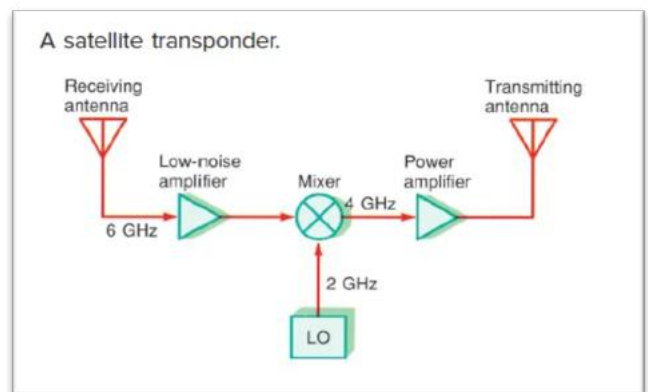 A satellite transponder.
Receiving
antenna
Transmitting
antenna
Low-noise
amplifier
Mixer
Power
amplifier
4 GHz
6 GHz
2 GHz
LO